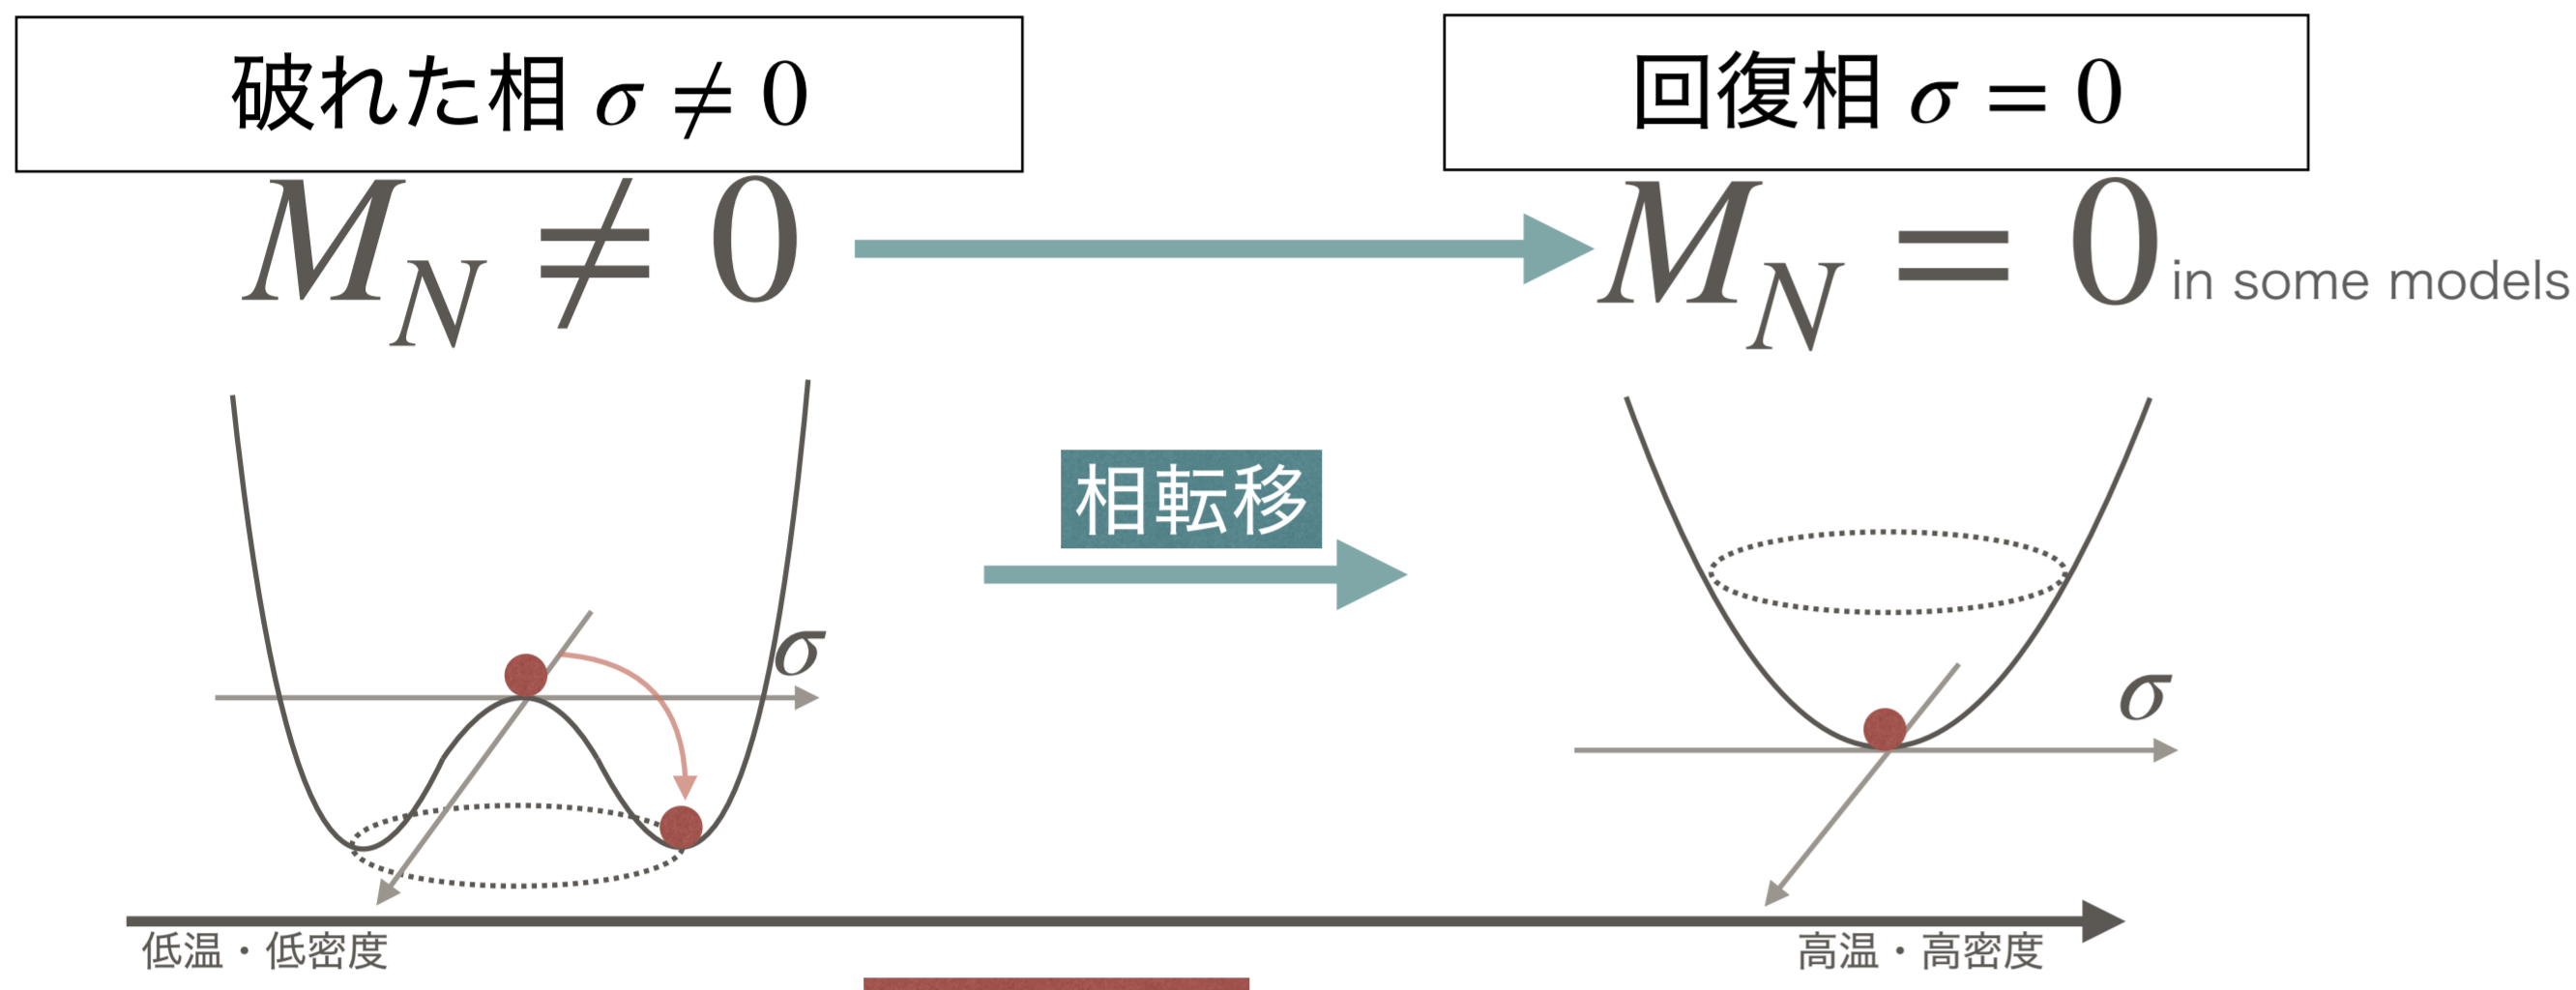 破れた相 σ ≠ 0
回復相 σ = 0
M_N ≠ 0
M_N = 0 in some models
相転移
σ
σ
低温・低密度
高温・高密度